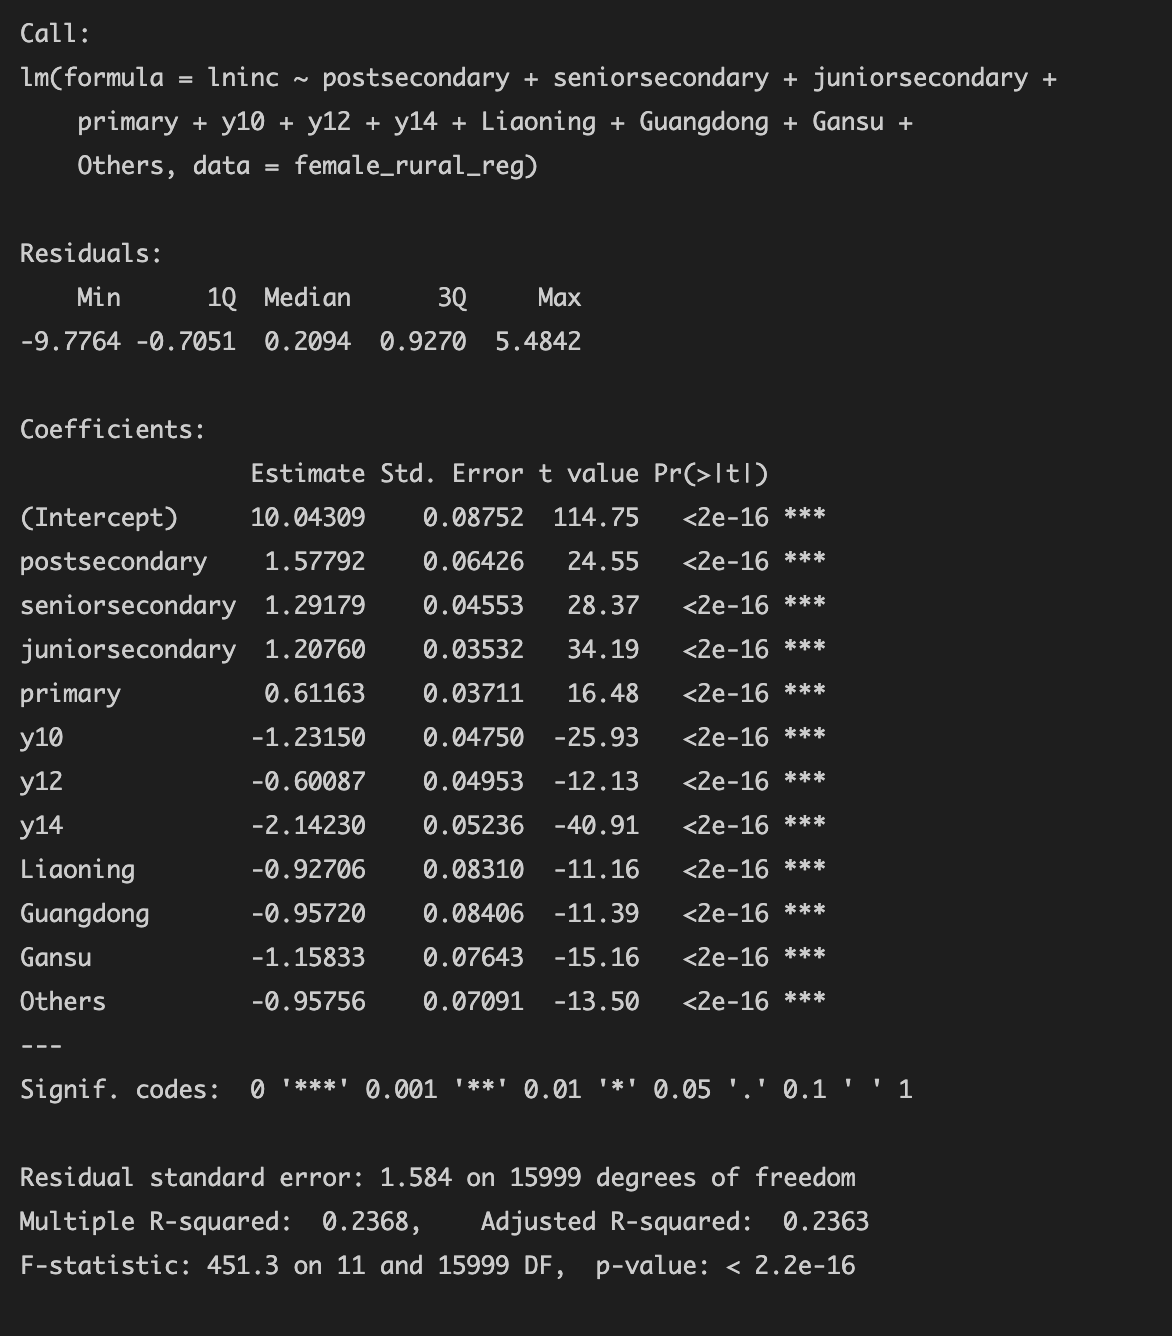 Call:
lm(formula = lninc ~ postsecondary + seniorsecondary + juniorsecondary +
    primary + y10 + y12 + y14 + Liaoning + Guangdong + Gansu +
    Others, data = female_rural_reg)

Residuals:
    Min      1Q  Median      3Q     Max
-9.7764 -0.7051  0.2094  0.9270  5.4842

Coefficients:
                Estimate Std. Error t value Pr(>|t|)
(Intercept)     10.04309    0.08752  114.75   <2e-16 ***
postsecondary    1.57792    0.06426   24.55   <2e-16 ***
seniorsecondary  1.29179    0.04553   28.37   <2e-16 ***
juniorsecondary  1.20760    0.03532   34.19   <2e-16 ***
primary          0.61163    0.03711   16.48   <2e-16 ***
y10             -1.23150    0.04750  -25.93   <2e-16 ***
y12             -0.60087    0.04953  -12.13   <2e-16 ***
y14             -2.14230    0.05236  -40.91   <2e-16 ***
Liaoning        -0.92706    0.08310  -11.16   <2e-16 ***
Guangdong       -0.95720    0.08406  -11.39   <2e-16 ***
Gansu           -1.15833    0.07643  -15.16   <2e-16 ***
Others          -0.95756    0.07091  -13.50   <2e-16 ***
---
Signif. codes:  0 '***' 0.001 '**' 0.01 '*' 0.05 '.' 0.1 ' ' 1

Residual standard error: 1.584 on 15999 degrees of freedom
Multiple R-squared:  0.2368,    Adjusted R-squared:  0.2363
F-statistic: 451.3 on 11 and 15999 DF,  p-value: < 2.2e-16